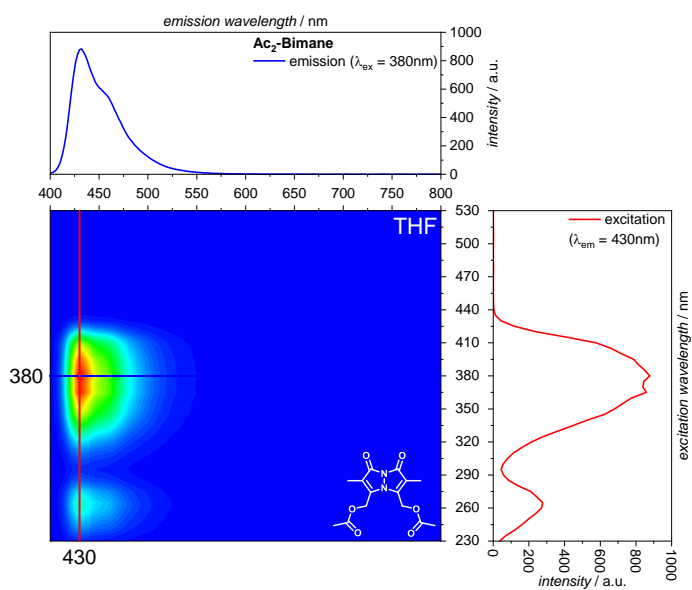 emission wavelength / nm
Ac₂-Bimane
emission (λex = 380nm)
1000
800
600
400
200
0
intensity / a.u.
400 450 500 550 600 650 700 750 800
THF
380
430
O O
N
N
O O
O O
530
500
470
440
410
380
350
320
290
260
230
excitation
(λem = 430nm)
excitation wavelength / nm
0 200 400 600 800 1000
intensity / a.u.